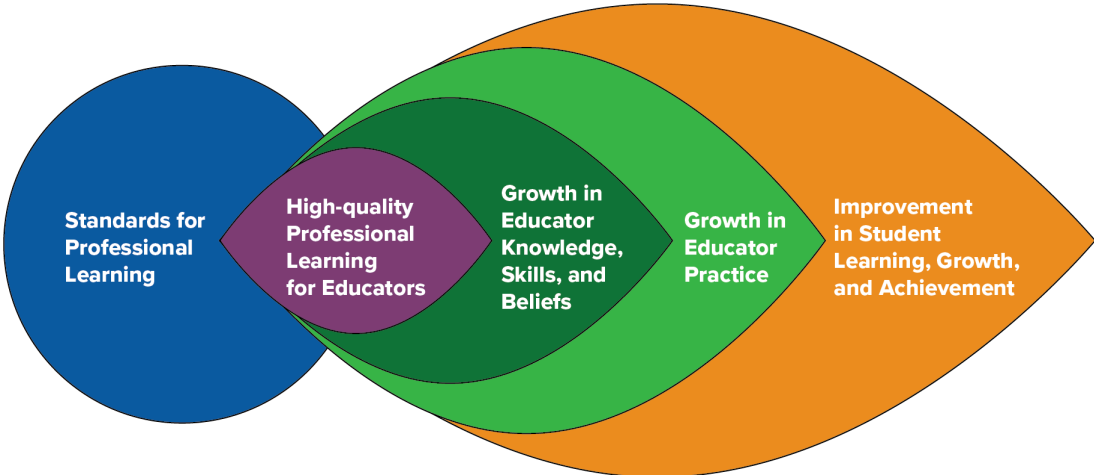 Standards for
Professional
Learning
High-quality
Professional
Learning
for Educators
Growth in
Educator
Knowledge,
Skills, and
Beliefs
Growth in
Educator
Practice
Improvement
in Student
Learning, Growth,
and Achievement